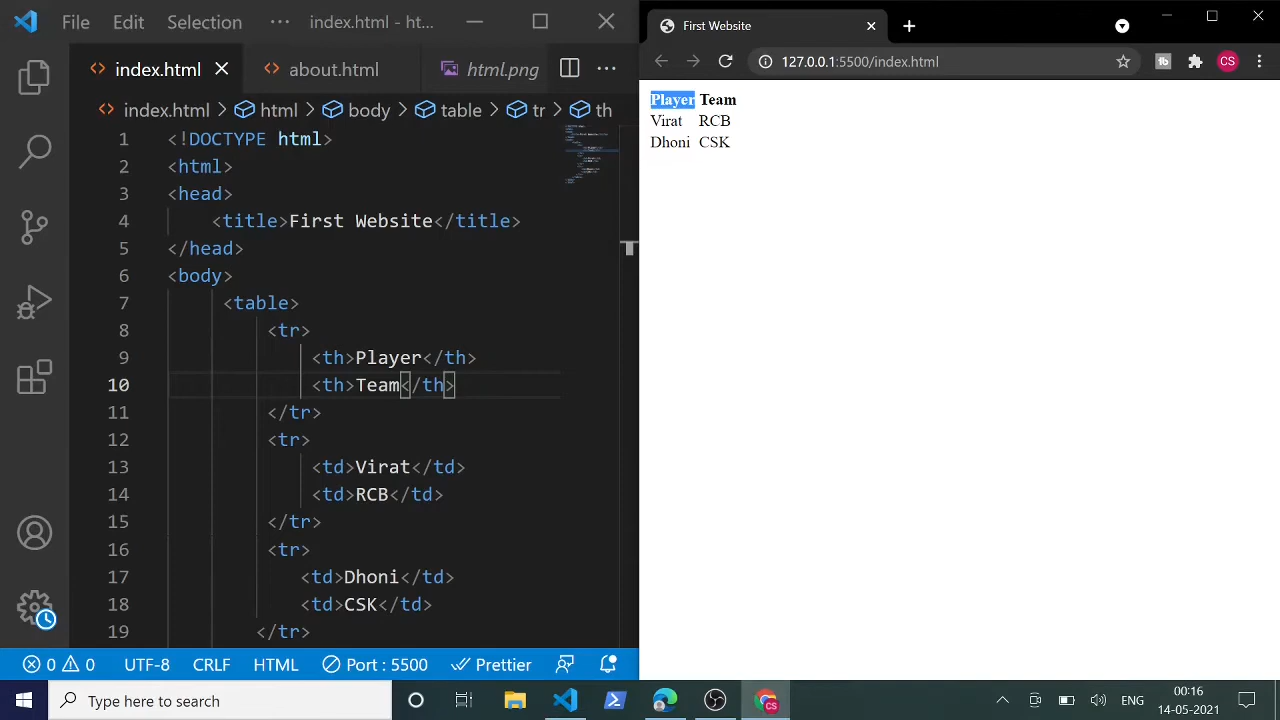 File Edit Selection ··· index.html - ht...
index.html about.html html.png ···
index.html > html > body > table > tr > th
1 <!DOCTYPE html>
2 <html>
3 <head>
4 <title>First Website</title>
5 </head>
6 <body>
7 <table>
8 <tr>
9 <th>Player</th>
10 <th>Team</th>
11 </tr>
12 <tr>
13 <td>Virat</td>
14 <td>RCB</td>
15 </tr>
16 <tr>
17 <td>Dhoni</td>
18 <td>CSK</td>
19 </tr>
0 0 UTF-8 CRLF HTML Port : 5500 Prettier
First Website
127.0.0.1:5500/index.html CS
Player Team
Virat RCB
Dhoni CSK
Type here to search
CS
ENG
00:16
14-05-2021